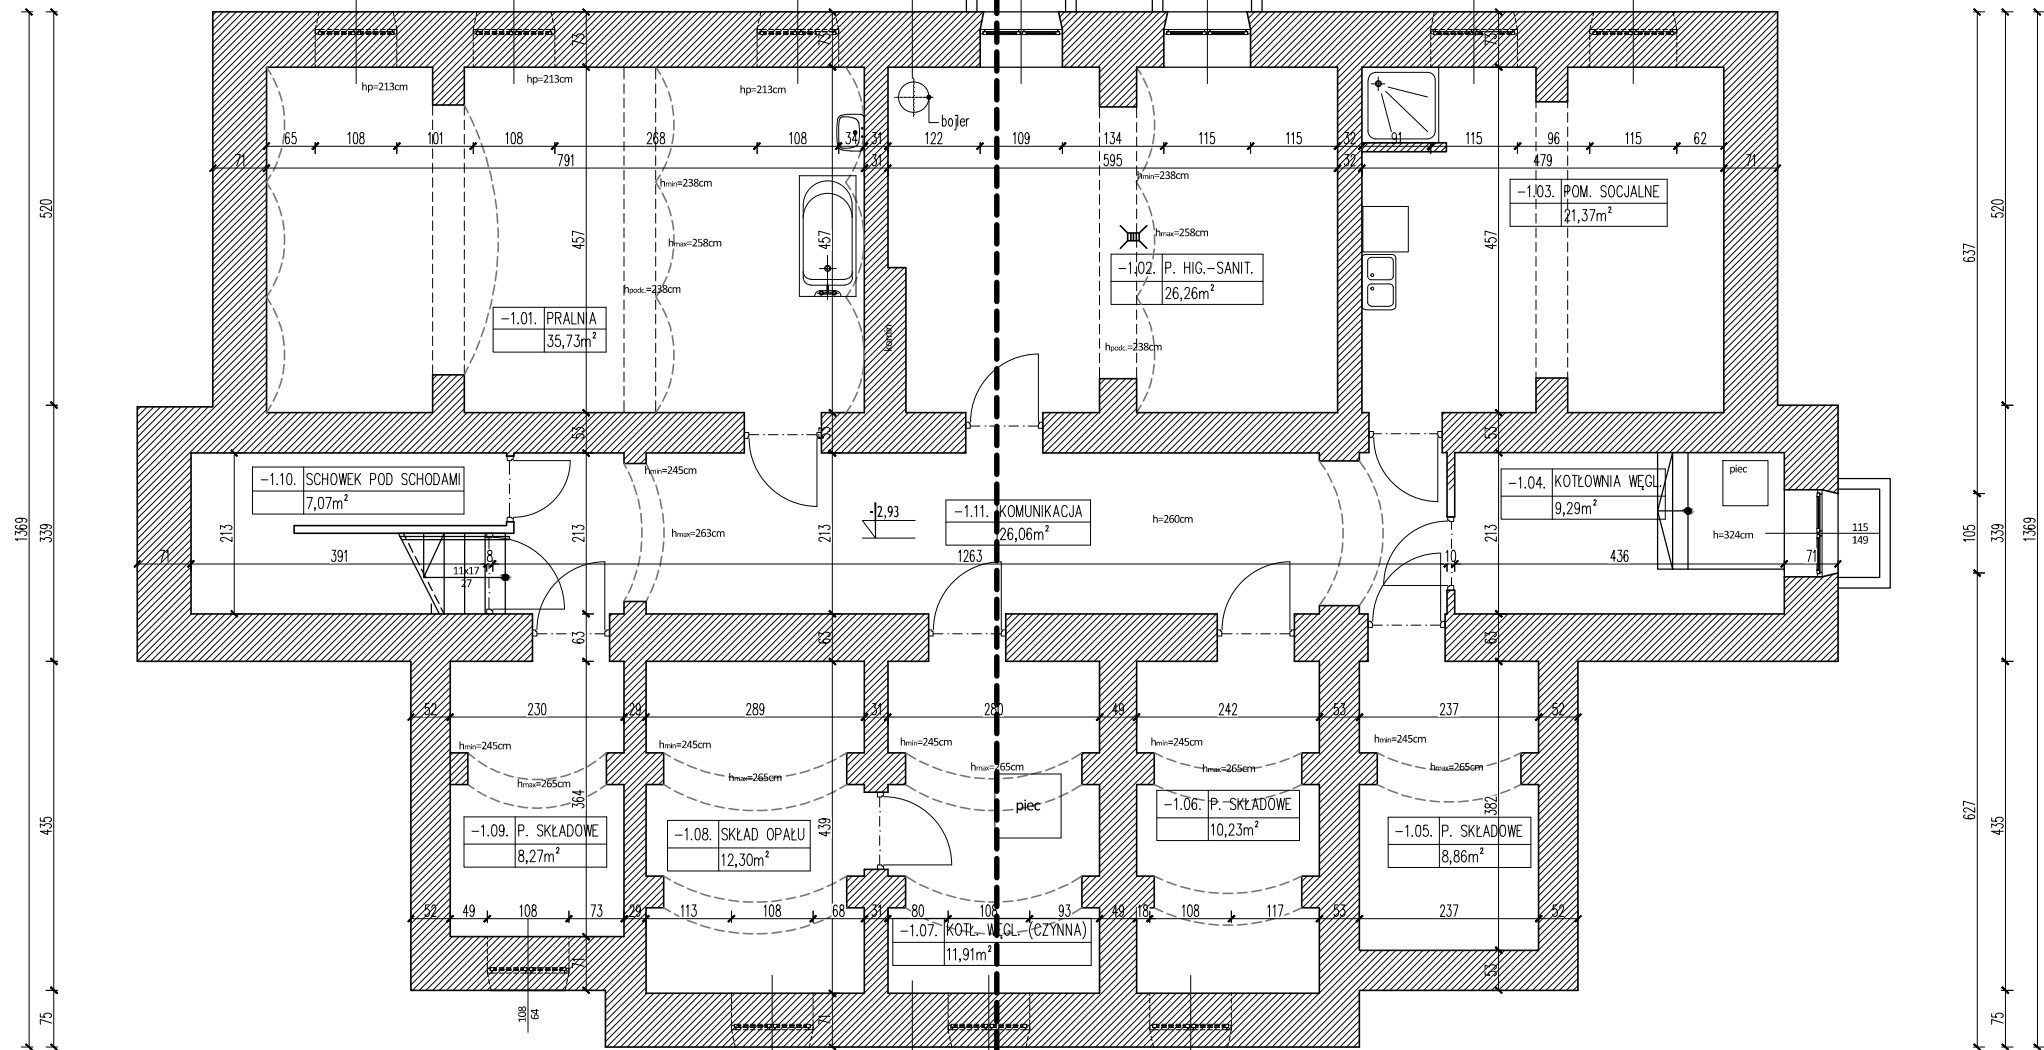 hp=213cm
hp=213cm
hp=213cm
73
73
73
bojler
65 108 101 108 268 108 34 31 122 109 134 115 115 32 91 115 96 115 62
71 791 31 595 32 479 71
hmin=238cm
hmin=238cm
-1.03. POM. SOCJALNE
21,37m²
520
520
457
hmax=258cm
457
hmax=258cm
457
637
-1.02. P. HIG.-SANIT.
26,26m²
hpodc.=238cm
-1.01. PRALNIA
35,73m²
komin
hpodc.=238cm
53
53
53
-1.10. SCHOWEK POD SCHODAMI
7,07m²
hmin=245cm
-1.04. KOTŁOWNIA WĘGL.
9,29m²
piec
-2,93
-1.11. KOMUNIKACJA
26,06m²
h=260cm
1369
339
213
213
hmax=263cm
213
213
h=324cm
115
149
105
339
1369
71 391 8 1263 10 436 71
11x17
27
63
63
63
52 230 29 289 31 280 49 242 53 237 52
hmin=245cm
hmin=245cm
hmin=245cm
hmin=245cm
hmin=245cm
hmax=265cm
hmax=265cm
hmax=265cm
hmax=265cm
hmax=265cm
364
439
382
piec
435
627
435
-1.09. P. SKŁADOWE
8,27m²
-1.08. SKŁAD OPAŁU
12,30m²
-1.06. P. SKŁADOWE
10,23m²
-1.05. P. SKŁADOWE
8,86m²
52 49 108 73 29 113 108 68 31 80 108 93 49 18 108 117 53 237 52
-1.07. KOTŁ. WĘGL. (CZYNNA)
11,91m²
71
53
75
108
64
71
75